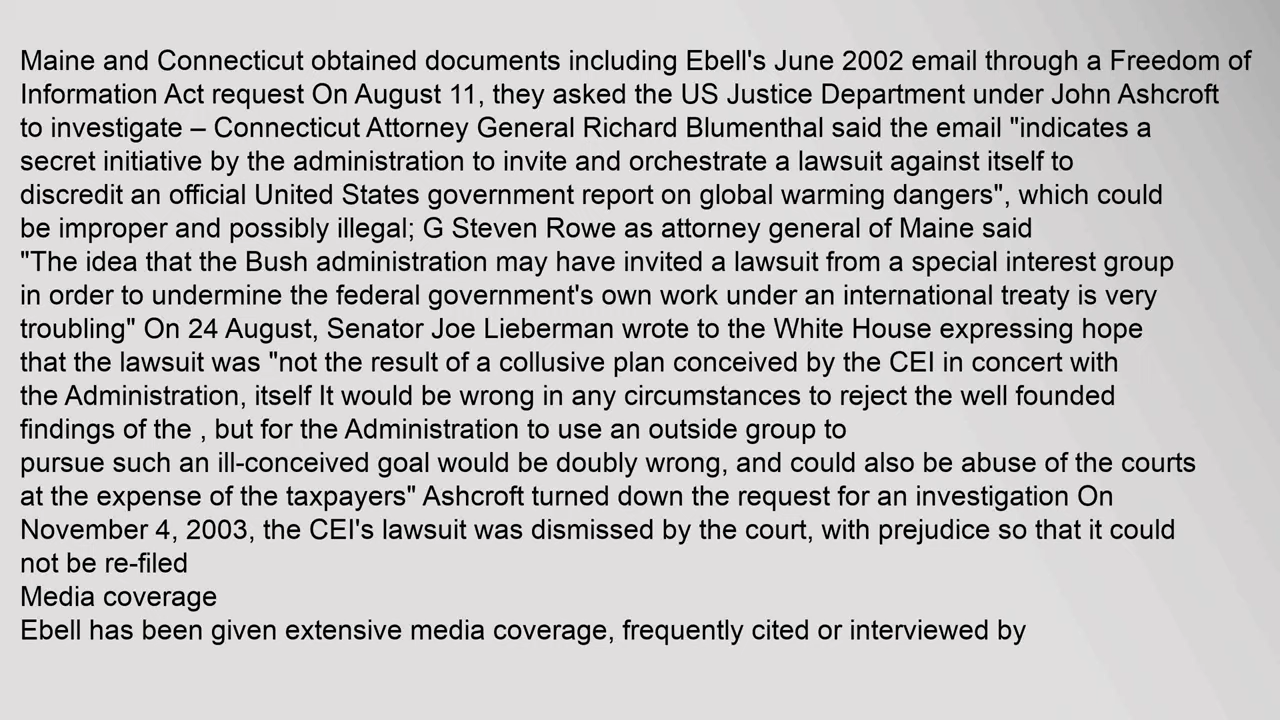 Maine and Connecticut obtained documents including Ebell's June 2002 email through a Freedom of
Information Act request On August 11, they asked the US Justice Department under John Ashcroft
to investigate – Connecticut Attorney General Richard Blumenthal said the email "indicates a
secret initiative by the administration to invite and orchestrate a lawsuit against itself to
discredit an official United States government report on global warming dangers", which could
be improper and possibly illegal; G Steven Rowe as attorney general of Maine said
"The idea that the Bush administration may have invited a lawsuit from a special interest group
in order to undermine the federal government's own work under an international treaty is very
troubling" On 24 August, Senator Joe Lieberman wrote to the White House expressing hope
that the lawsuit was "not the result of a collusive plan conceived by the CEI in concert with
the Administration, itself It would be wrong in any circumstances to reject the well founded
findings of the , but for the Administration to use an outside group to
pursue such an ill-conceived goal would be doubly wrong, and could also be abuse of the courts
at the expense of the taxpayers" Ashcroft turned down the request for an investigation On
November 4, 2003, the CEI's lawsuit was dismissed by the court, with prejudice so that it could
not be re-filed
Media coverage
Ebell has been given extensive media coverage, frequently cited or interviewed by